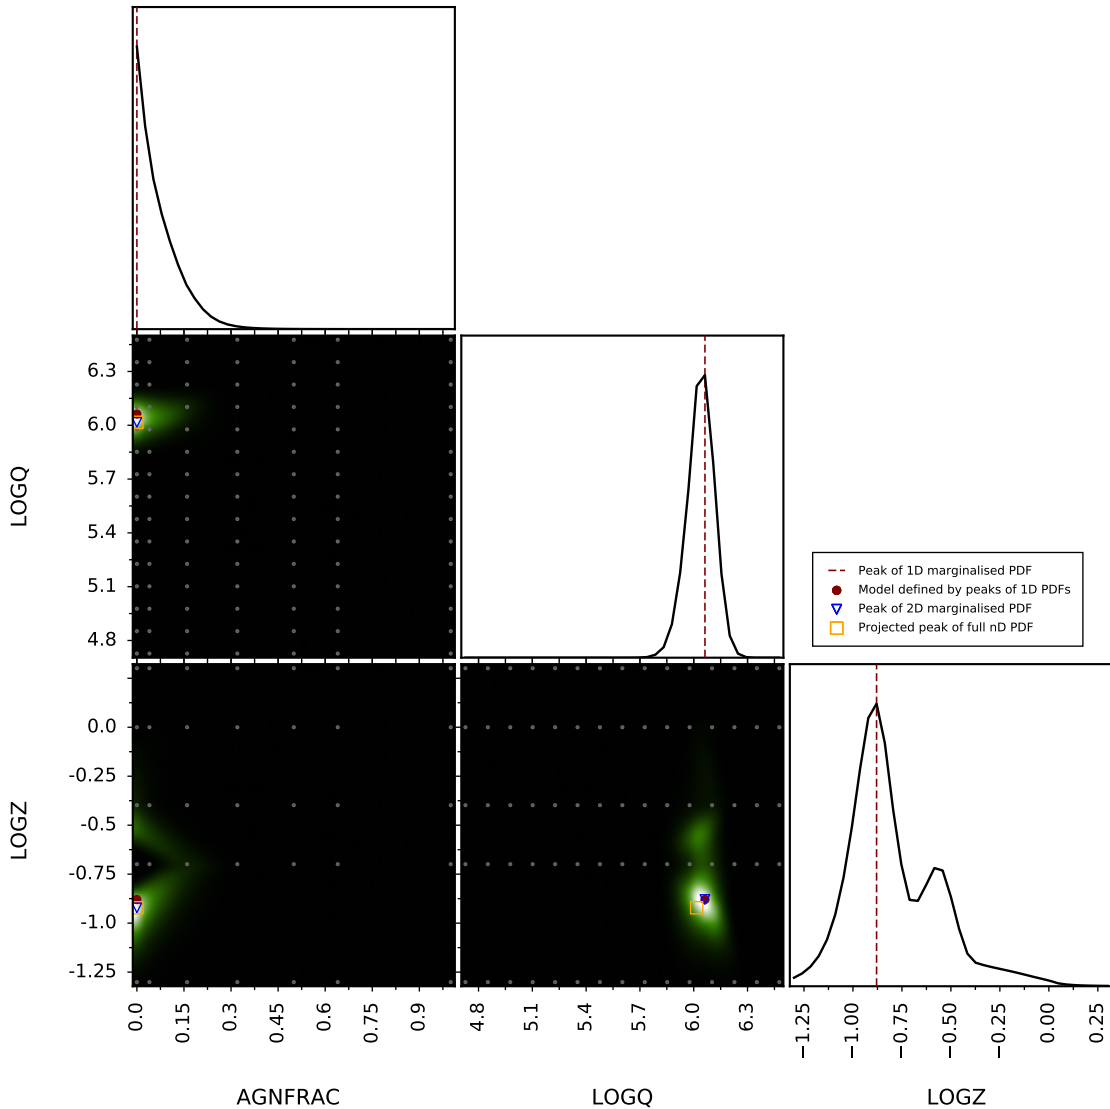 6.3
6.0
5.7
5.4
5.1
4.8
LOGQ
Peak of 1D marginalised PDF
Model defined by peaks of 1D PDFs
Peak of 2D marginalised PDF
Projected peak of full nD PDF
0.0
-0.25
-0.5
-0.75
-1.0
-1.25
LOGZ
0.0 0.15 0.3 0.45 0.6 0.75 0.9
4.8 5.1 5.4 5.7 6.0 6.3
−1.25 −1.00 −0.75 −0.50 −0.25 0.00 0.25
AGNFRAC
LOGQ
LOGZ